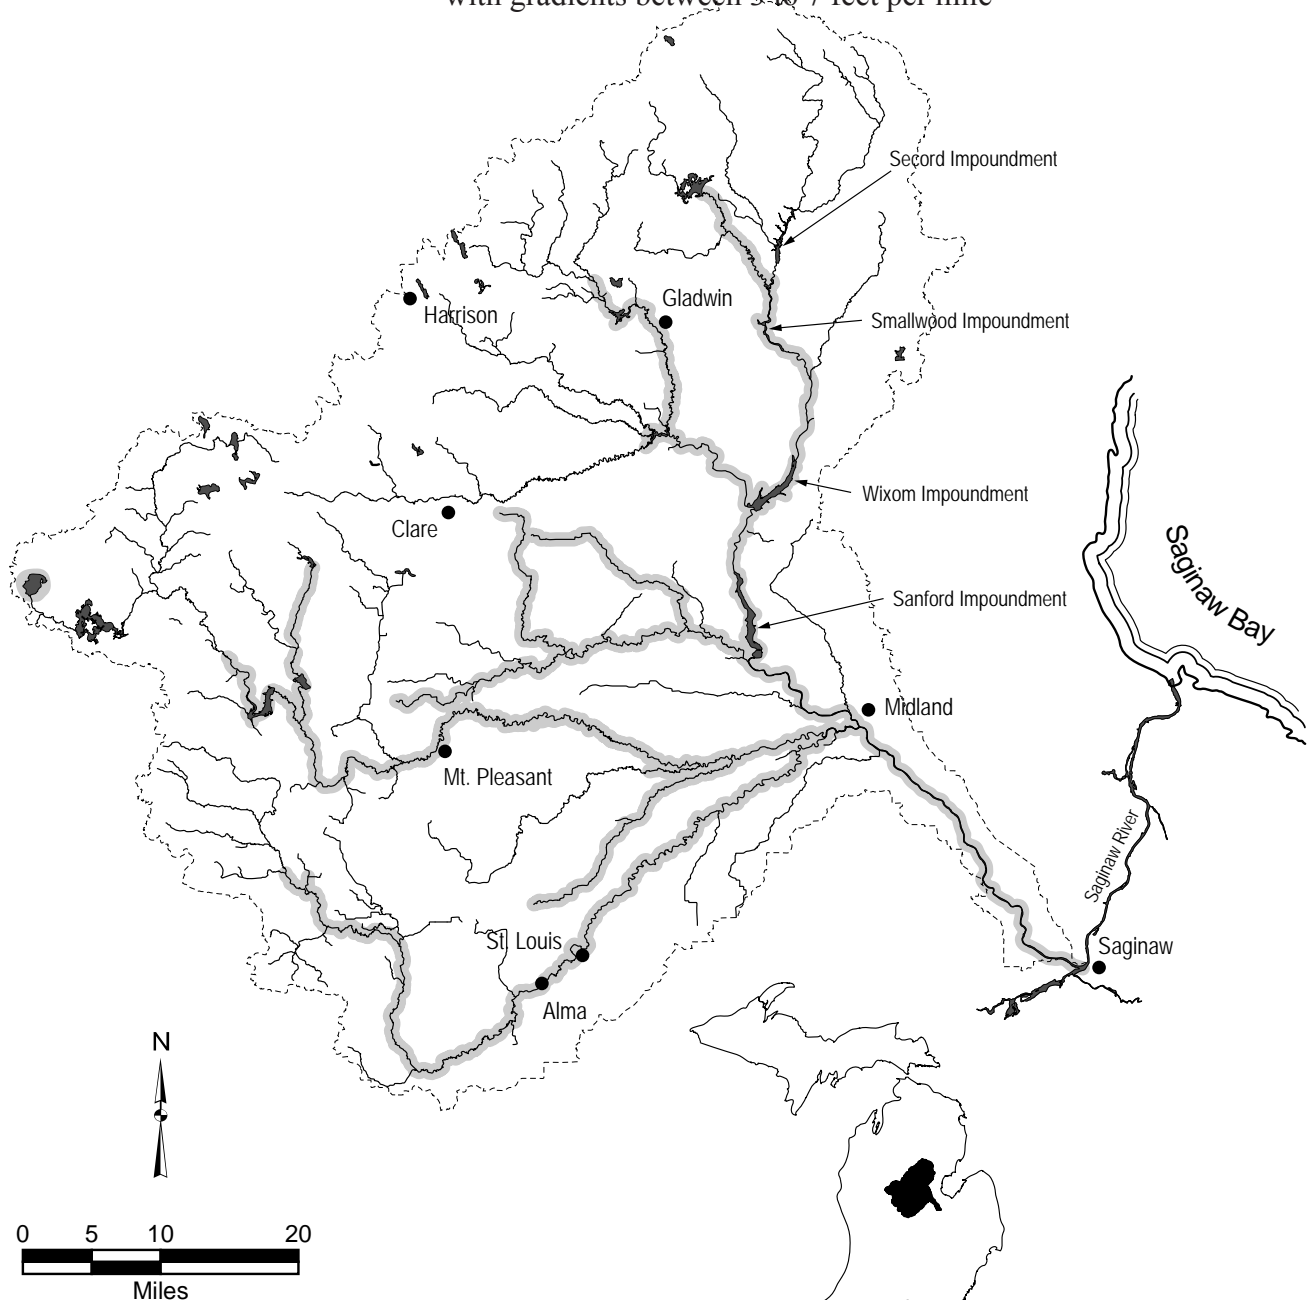 with gradients between 3 to 7 feet per mile
Secord Impoundment
Gladwin
Harrison
Smallwood Impoundment
Wixom Impoundment
Clare
Saginaw Bay
Sanford Impoundment
Midland
Mt. Pleasant
Saginaw River
St. Louis
Saginaw
Alma
N
0 5 10 20
Miles